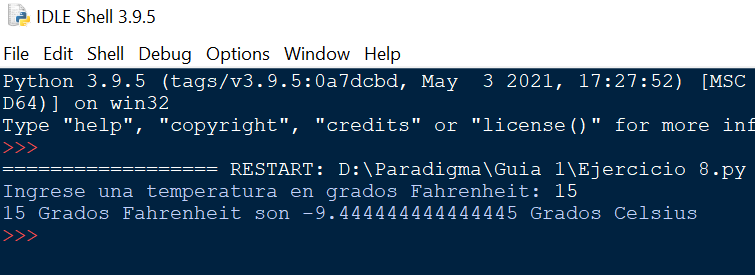 IDLE Shell 3.9.5
File Edit Shell Debug Options Window Help
Python 3.9.5 (tags/v3.9.5:0a7dcbd, May  3 2021, 17:27:52) [MSC
D64)] on win32
Type "help", "copyright", "credits" or "license()" for more inf
>>>
================== RESTART: D:\Paradigma\Guia 1\Ejercicio 8.py
Ingrese una temperatura en grados Fahrenheit: 15
15 Grados Fahrenheit son -9.444444444444445 Grados Celsius
>>>